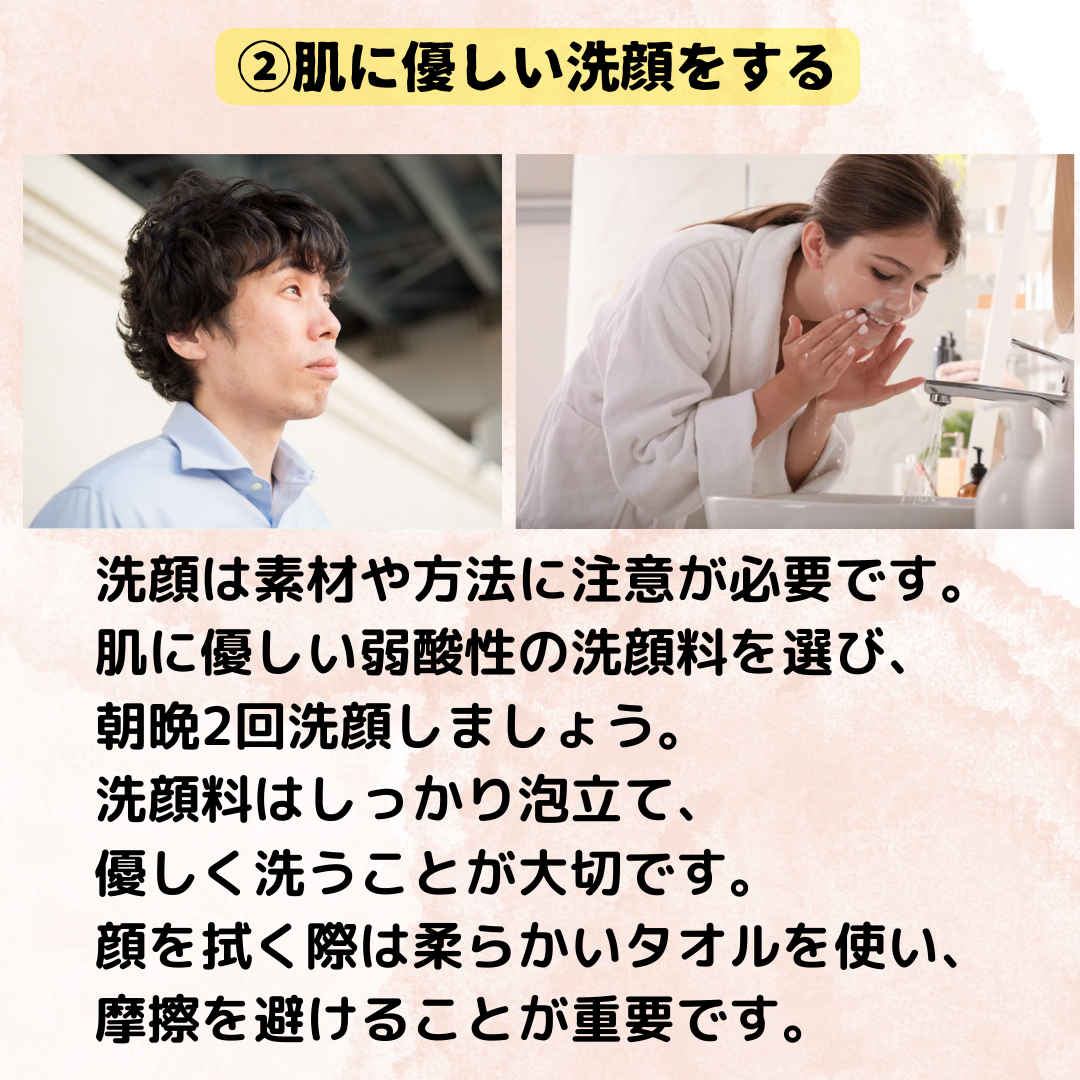 ②肌に優しい洗顔をする
洗顔は素材や方法に注意が必要です。
肌に優しい弱酸性の洗顔料を選び、
朝晩2回洗顔しましょう。
洗顔料はしっかり泡立て、
優しく洗うことが大切です。
顔を拭く際は柔らかいタオルを使い、
摩擦を避けることが重要です。